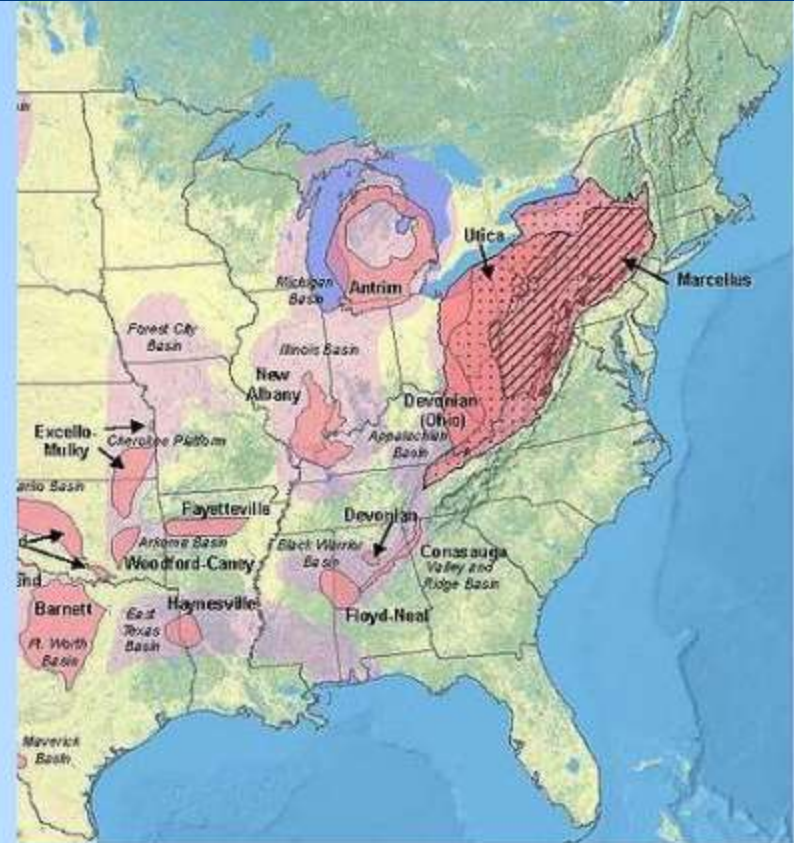 Utica
Marcellus
Michigan
Basin
Antrim
Forest City
Basin
Illinois Basin
New
Albany
Devonian
(Ohio)
Appalachian
Basin
Excello-
Mulky
Cherokee Platform
Basin
Fayetteville
Devonian
Arkoma Basin
Black Warrior
Basin
Conasauga
Valley and
Ridge Basin
Woodford-Caney
Barnett
Haynesville
Floyd-Neal
East
Texas
Basin
Ft. Worth
Basin
Maverick
Basin